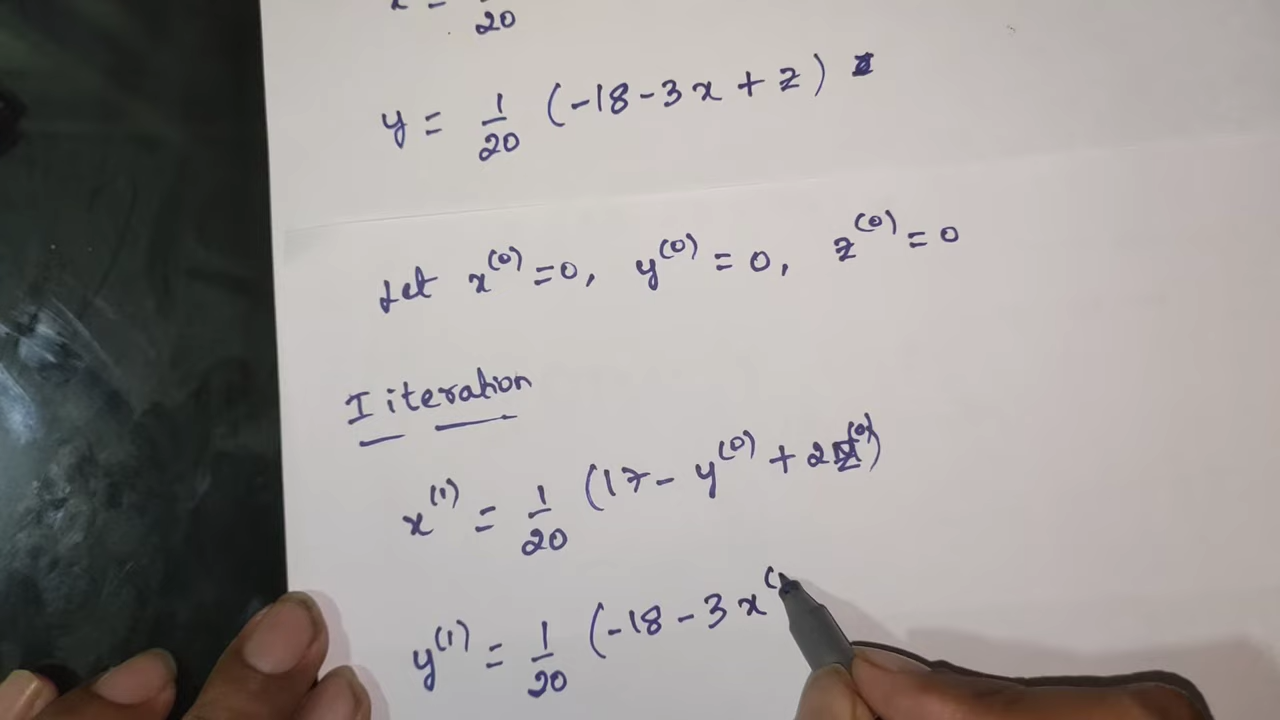 20
y = 1/20 (-18 - 3x + z)
Let x^(0) = 0, y^(0) = 0, z^(0) = 0
I iteration
x^(1) = 1/20 (17 - y^(0) + 2z^(0))
y^(1) = 1/20 (-18 - 3x^(